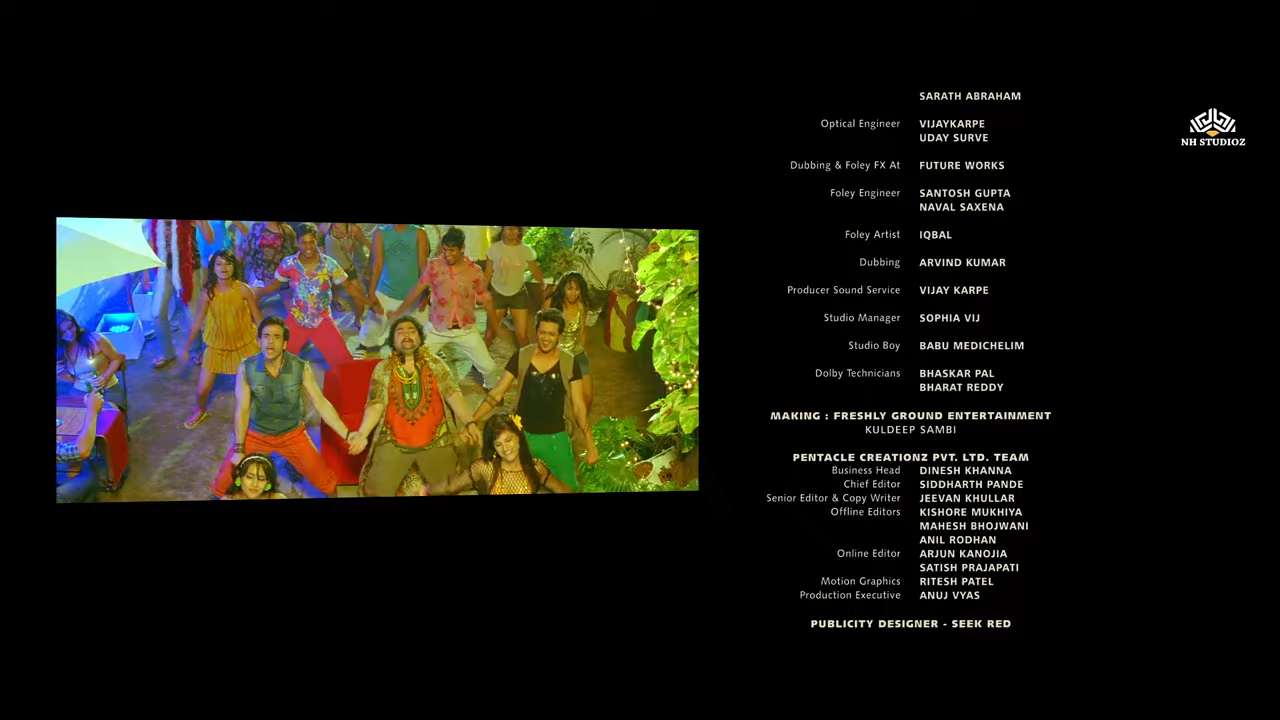 SARATH ABRAHAM
Optical Engineer VIJAYKARPE
UDAY SURVE
Dubbing & Foley FX At FUTURE WORKS
Foley Engineer SANTOSH GUPTA
NAVAL SAXENA
Foley Artist IQBAL
Dubbing ARVIND KUMAR
Producer Sound Service VIJAY KARPE
Studio Manager SOPHIA VIJ
Studio Boy BABU MEDICHELIM
Dolby Technicians BHASKAR PAL
BHARAT REDDY
MAKING : FRESHLY GROUND ENTERTAINMENT
KULDEEP SAMBI
PENTACLE CREATIONZ PVT. LTD. TEAM
Business Head DINESH KHANNA
Chief Editor SIDDHARTH PANDE
Senior Editor & Copy Writer JEEVAN KHULLAR
Offline Editors KISHORE MUKHIYA
MAHESH BHOJWANI
ANIL RODHAN
Online Editor ARJUN KANOJIA
SATISH PRAJAPATI
Motion Graphics RITESH PATEL
Production Executive ANUJ VYAS
PUBLICITY DESIGNER - SEEK RED
NH STUDIOZ